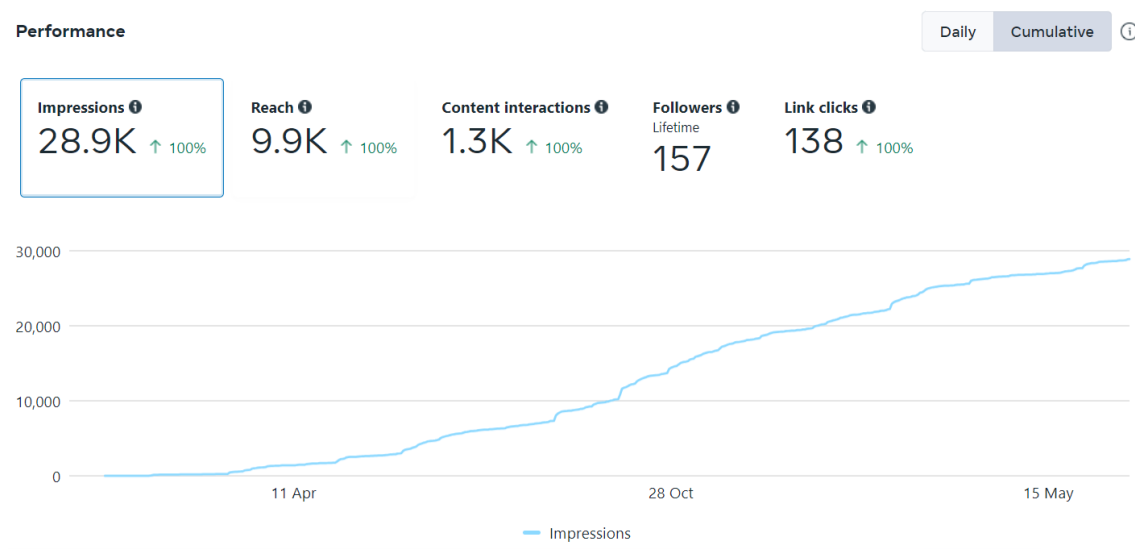 Performance
Daily Cumulative
Impressions Reach Content interactions Followers Link clicks
Lifetime
28.9K ↑ 100% 9.9K ↑ 100% 1.3K ↑ 100% 157 138 ↑ 100%
30,000
20,000
10,000
0
11 Apr 28 Oct 15 May
Impressions